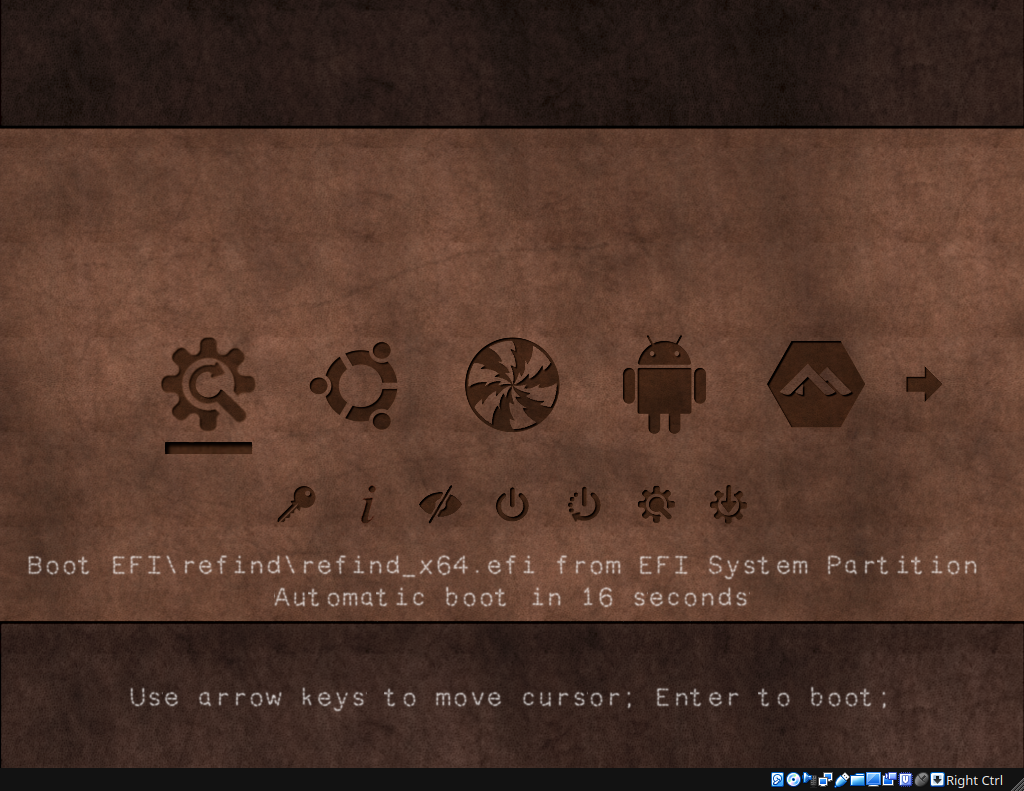 Boot EFI\refind\refind_x64.efi from EFI System Partition
Automatic boot in 16 seconds
Use arrow keys to move cursor; Enter to boot;
Right Ctrl